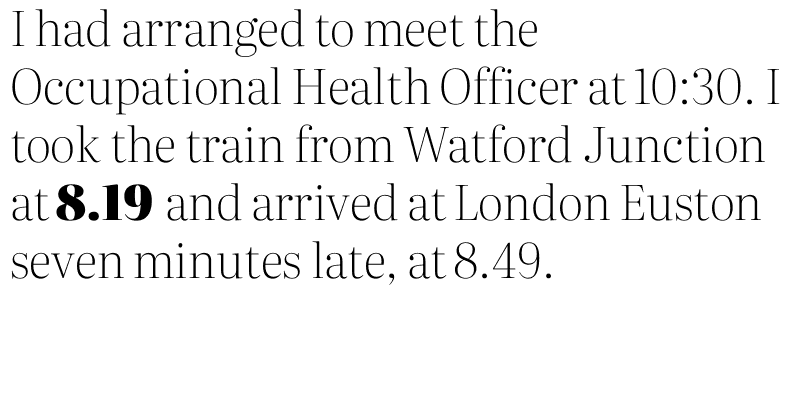 I had arranged to meet the
Occupational Health Officer at 10:30. I
took the train from Watford Junction
at 8.19 and arrived at London Euston
seven minutes late, at 8.49.